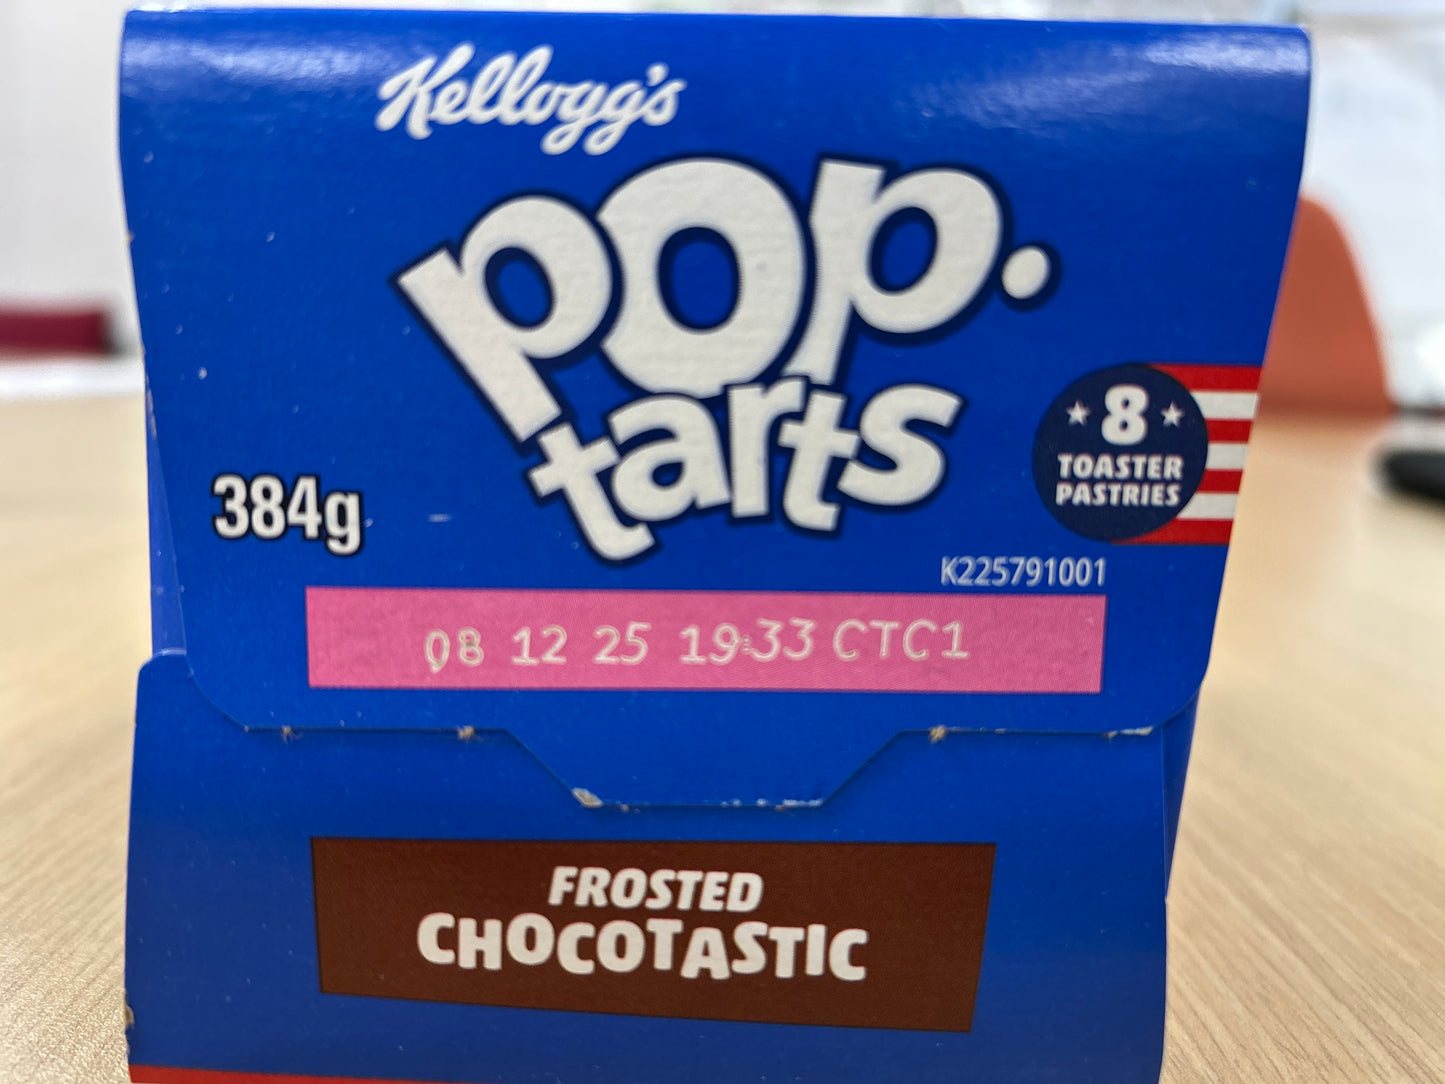 Kellogg's
pop.
tarts
8
TOASTER
PASTRIES
384g
K225791001
08 12 25 19:33 CTC1
FROSTED
CHOCOTASTIC